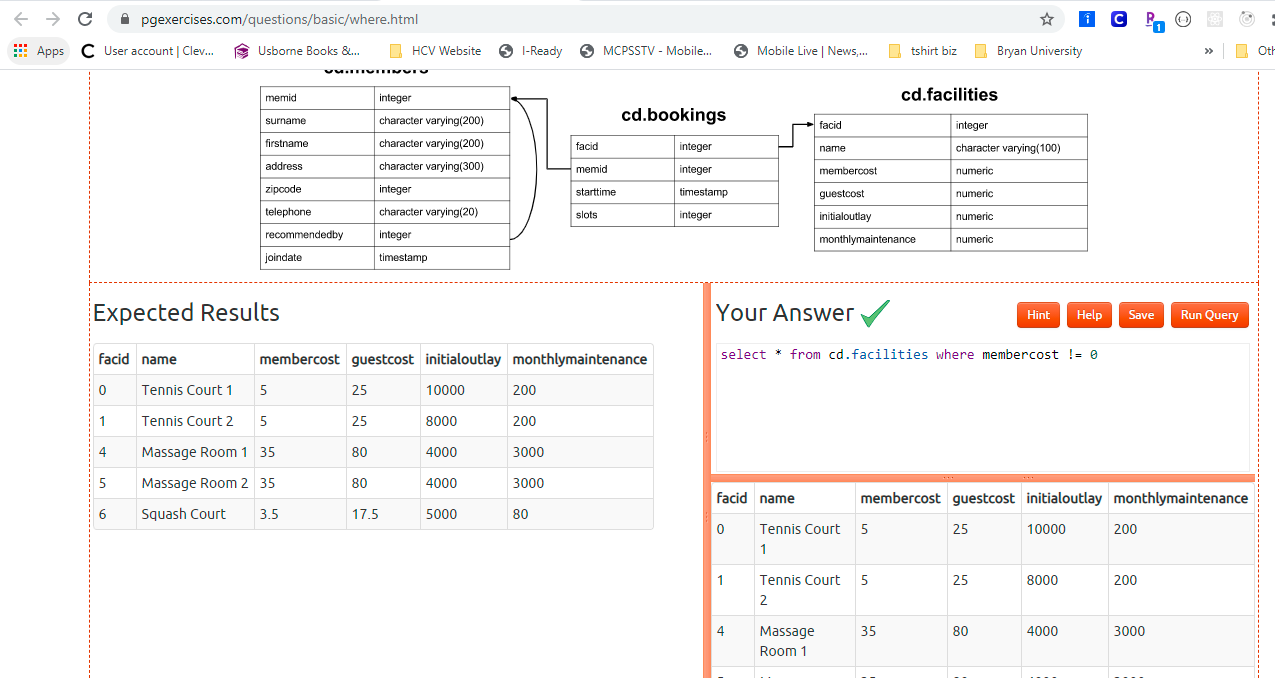 pgexercises.com/questions/basic/where.html
1
Apps User account | Clev... Usborne Books &... HCV Website I-Ready MCPSSTV - Mobile... Mobile Live | News,... tshirt biz Bryan University » Oth
cd.members
memid integer
surname character varying(200)
firstname character varying(200)
address character varying(300)
zipcode integer
telephone character varying(20)
recommendedby integer
joindate timestamp
cd.bookings
facid integer
memid integer
starttime timestamp
slots integer
cd.facilities
facid integer
name character varying(100)
membercost numeric
guestcost numeric
initialoutlay numeric
monthlymaintenance numeric
Expected Results
facid name membercost guestcost initialoutlay monthlymaintenance
0 Tennis Court 1 5 25 10000 200
1 Tennis Court 2 5 25 8000 200
4 Massage Room 1 35 80 4000 3000
5 Massage Room 2 35 80 4000 3000
6 Squash Court 3.5 17.5 5000 80
Your Answer
Hint Help Save Run Query
select * from cd.facilities where membercost != 0
facid name membercost guestcost initialoutlay monthlymaintenance
0 Tennis Court 5 25 10000 200
1
1 Tennis Court 5 25 8000 200
2
4 Massage 35 80 4000 3000
Room 1